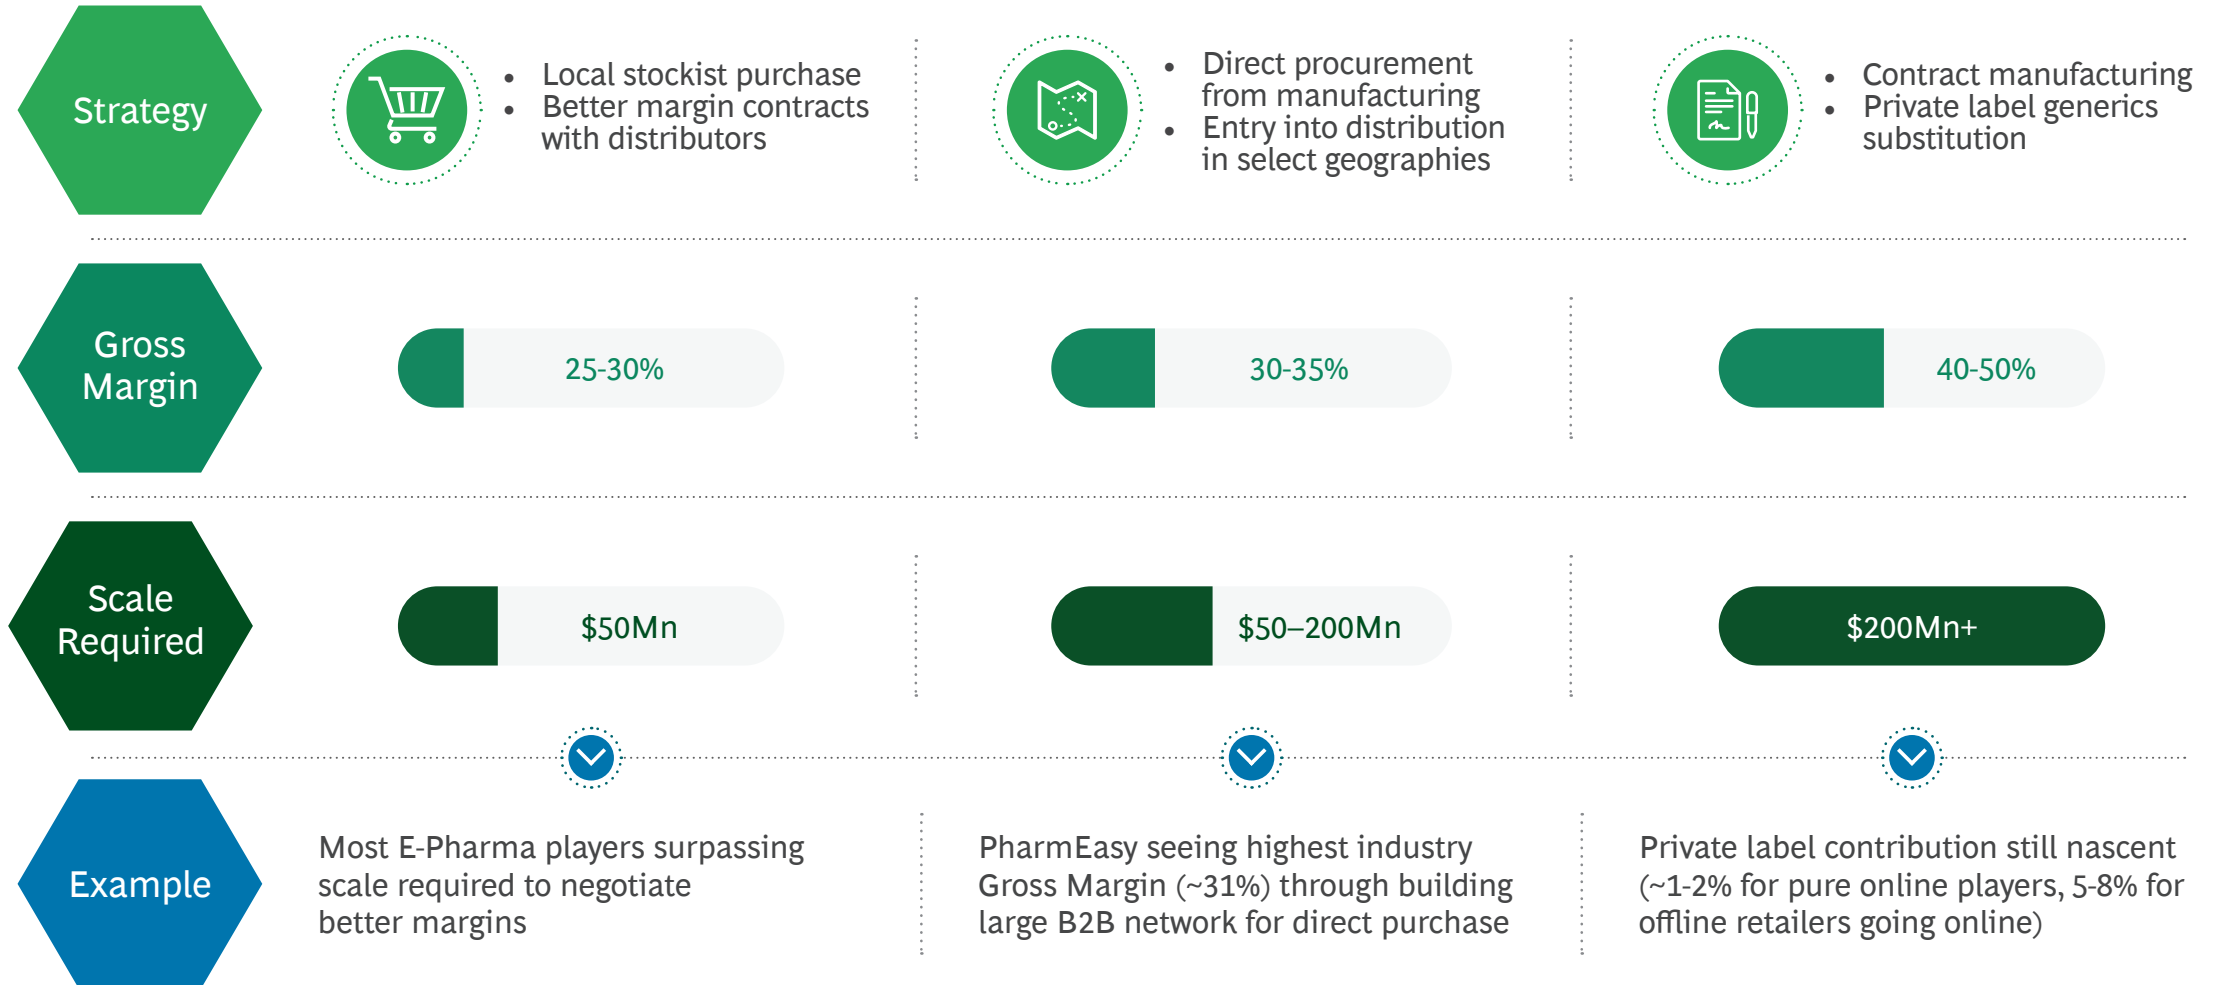 Strategy
• Local stockist purchase
• Better margin contracts
with distributors
• Direct procurement
from manufacturing
• Entry into distribution
in select geographies
• Contract manufacturing
• Private label generics
substitution
Gross
Margin
25-30%
30-35%
40-50%
Scale
Required
$50Mn
$50–200Mn
$200Mn+
Example
Most E-Pharma players surpassing
scale required to negotiate
better margins
PharmEasy seeing highest industry
Gross Margin (~31%) through building
large B2B network for direct purchase
Private label contribution still nascent
(~1-2% for pure online players, 5-8% for
offline retailers going online)